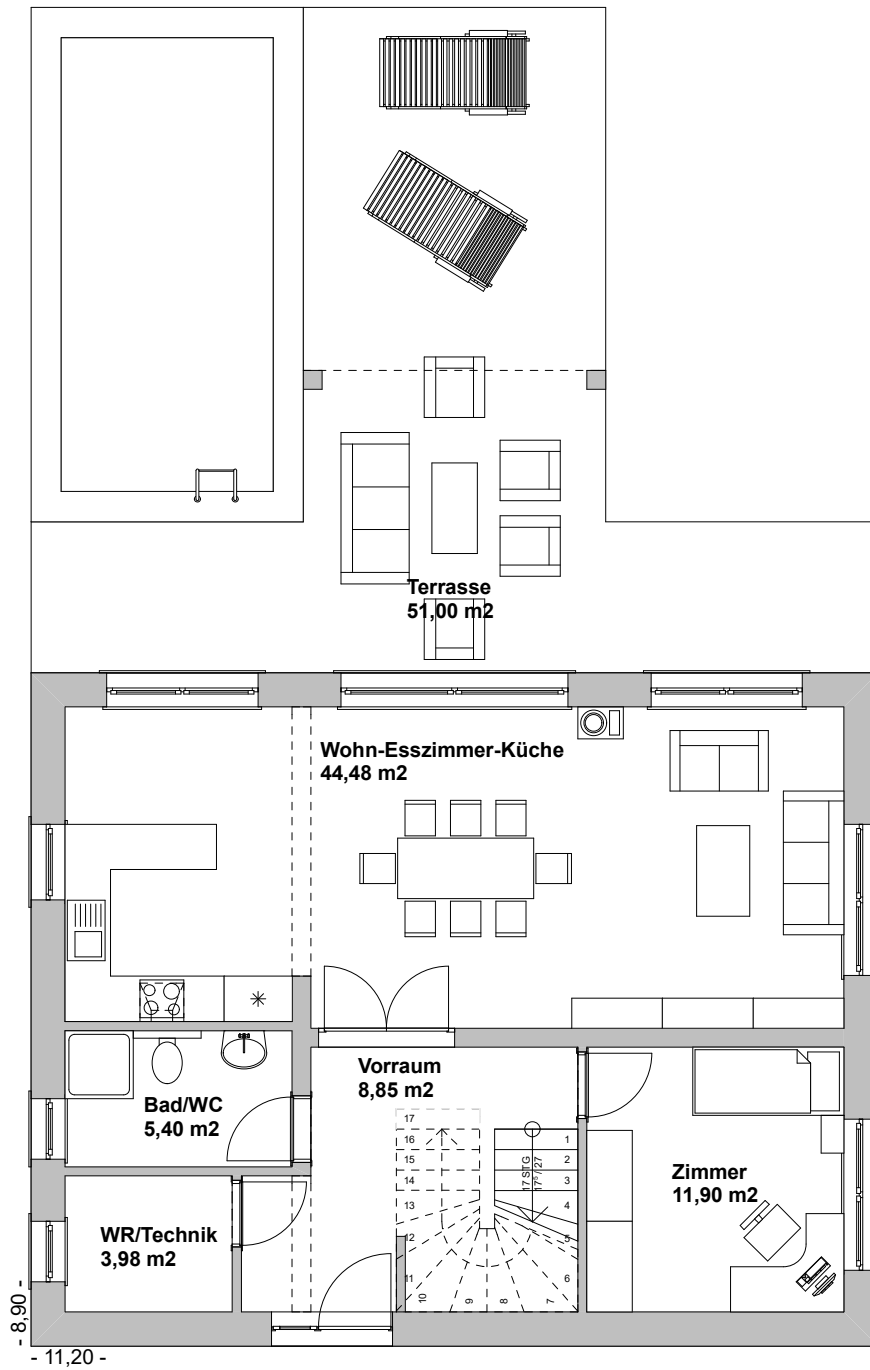 Terrasse
51,00 m2
Wohn-Esszimmer-Küche
44,48 m2
Vorraum
8,85 m2
Bad/WC
5,40 m2
17
16
15
14
13
12
11
10
9
8
7
6
5
4
3
2
1
17 STG
17⁵ / 27
Zimmer
11,90 m2
WR/Technik
3,98 m2
- 8,90 -
- 11,20 -